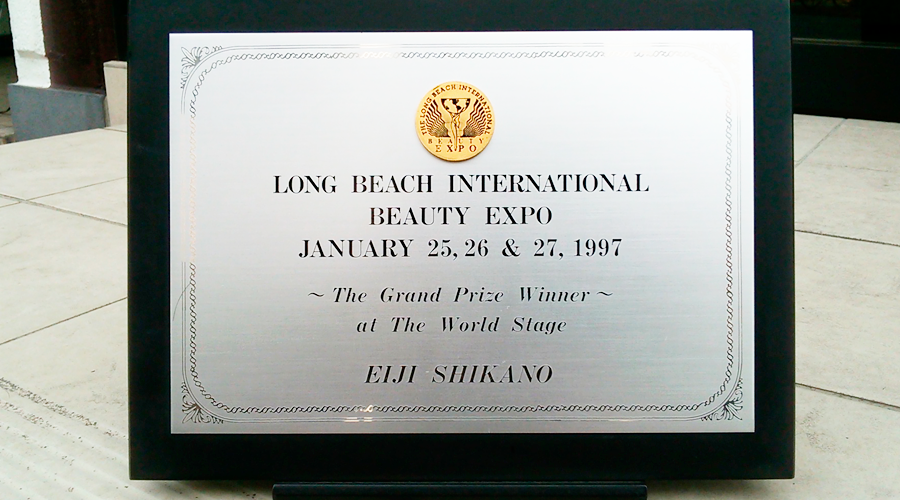 THE LONG BEACH INTERNATIONAL
BEAUTY
EXPO
LONG BEACH INTERNATIONAL
BEAUTY EXPO
JANUARY 25, 26 & 27, 1997
~ The Grand Prize Winner ~
at The World Stage
EIJI SHIKANO